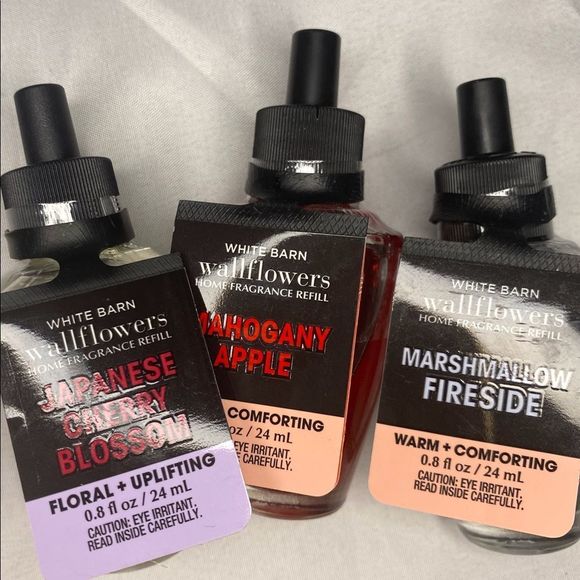 WHITE BARN
wallflowers
HOME FRAGRANCE REFILL
JAPANESE
CHERRY
BLOSSOM
FLORAL + UPLIFTING
0.8 fl oz / 24 mL
CAUTION: EYE IRRITANT,
READ INSIDE CAREFULLY.
WHITE BARN
wallflowers
HOME FRAGRANCE REFILL
MAHOGANY
APPLE
COMFORTING
oz / 24 mL
EYE IRRITANT,
CAREFULLY.
WHITE BARN
wallflowers
HOME FRAGRANCE REFILL
MARSHMALLOW
FIRESIDE
WARM + COMFORTING
0.8 fl oz / 24 mL
CAUTION: EYE IRRITANT,
READ INSIDE CAREFULLY.